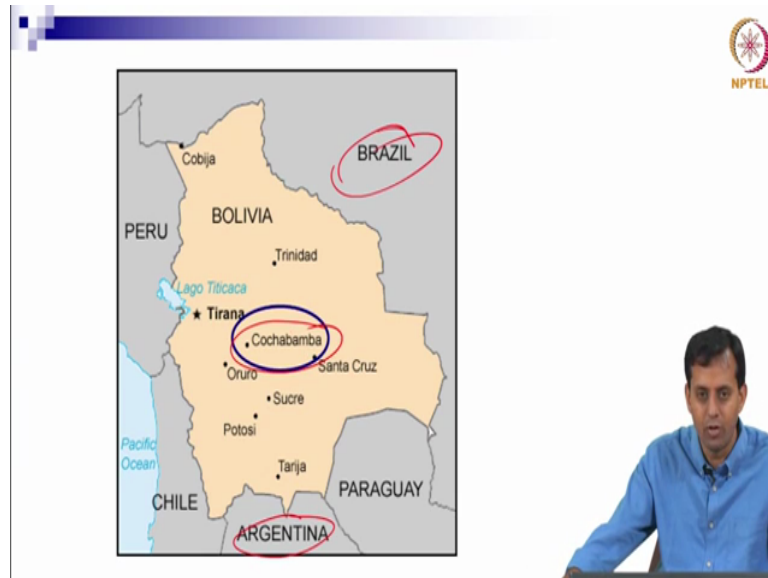 NPTEL
BRAZIL
Cobija
BOLIVIA
PERU
Trinidad
Lago Titicaca
Tirana
Cochabamba
Santa Cruz
Oruro
Sucre
Potosi
Pacific
Ocean
Tarija
PARAGUAY
CHILE
ARGENTINA